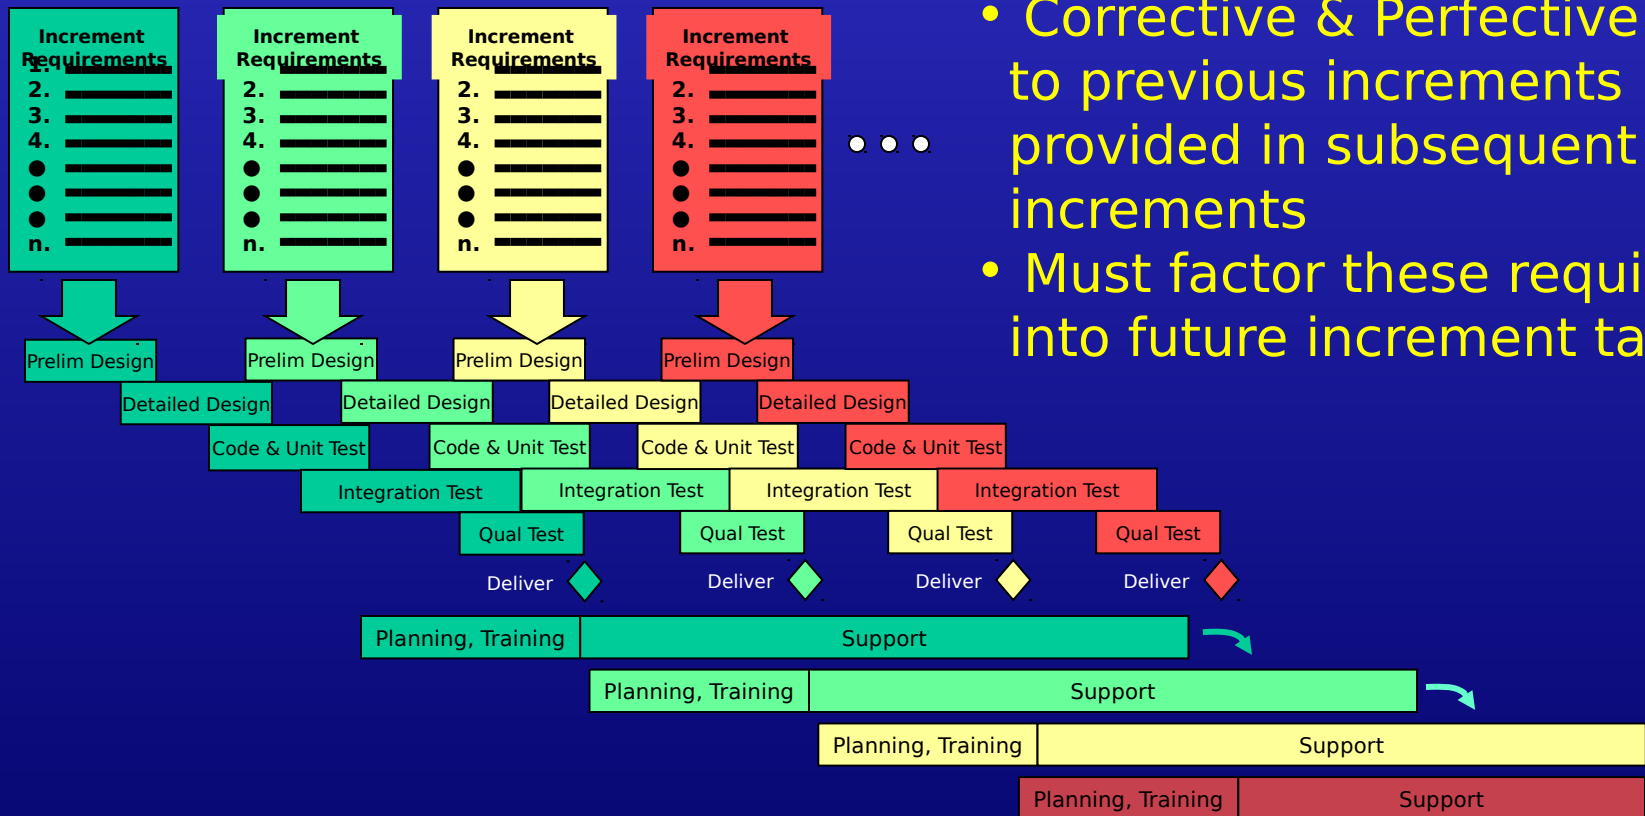 Increment
Requirements
1.
2.
3.
4.
n.
Increment
Requirements
2.
3.
4.
n.
Increment
Requirements
2.
3.
4.
n.
Increment
Requirements
2.
3.
4.
n.
• Corrective & Perfective
to previous increments
provided in subsequent
increments
• Must factor these requi
into future increment ta
Prelim Design
Prelim Design
Prelim Design
Prelim Design
Detailed Design
Detailed Design
Detailed Design
Detailed Design
Code & Unit Test
Code & Unit Test
Code & Unit Test
Code & Unit Test
Integration Test
Integration Test
Integration Test
Integration Test
Qual Test
Qual Test
Qual Test
Qual Test
Deliver
Deliver
Deliver
Deliver
Planning, Training
Support
Planning, Training
Support
Planning, Training
Support
Planning, Training
Support